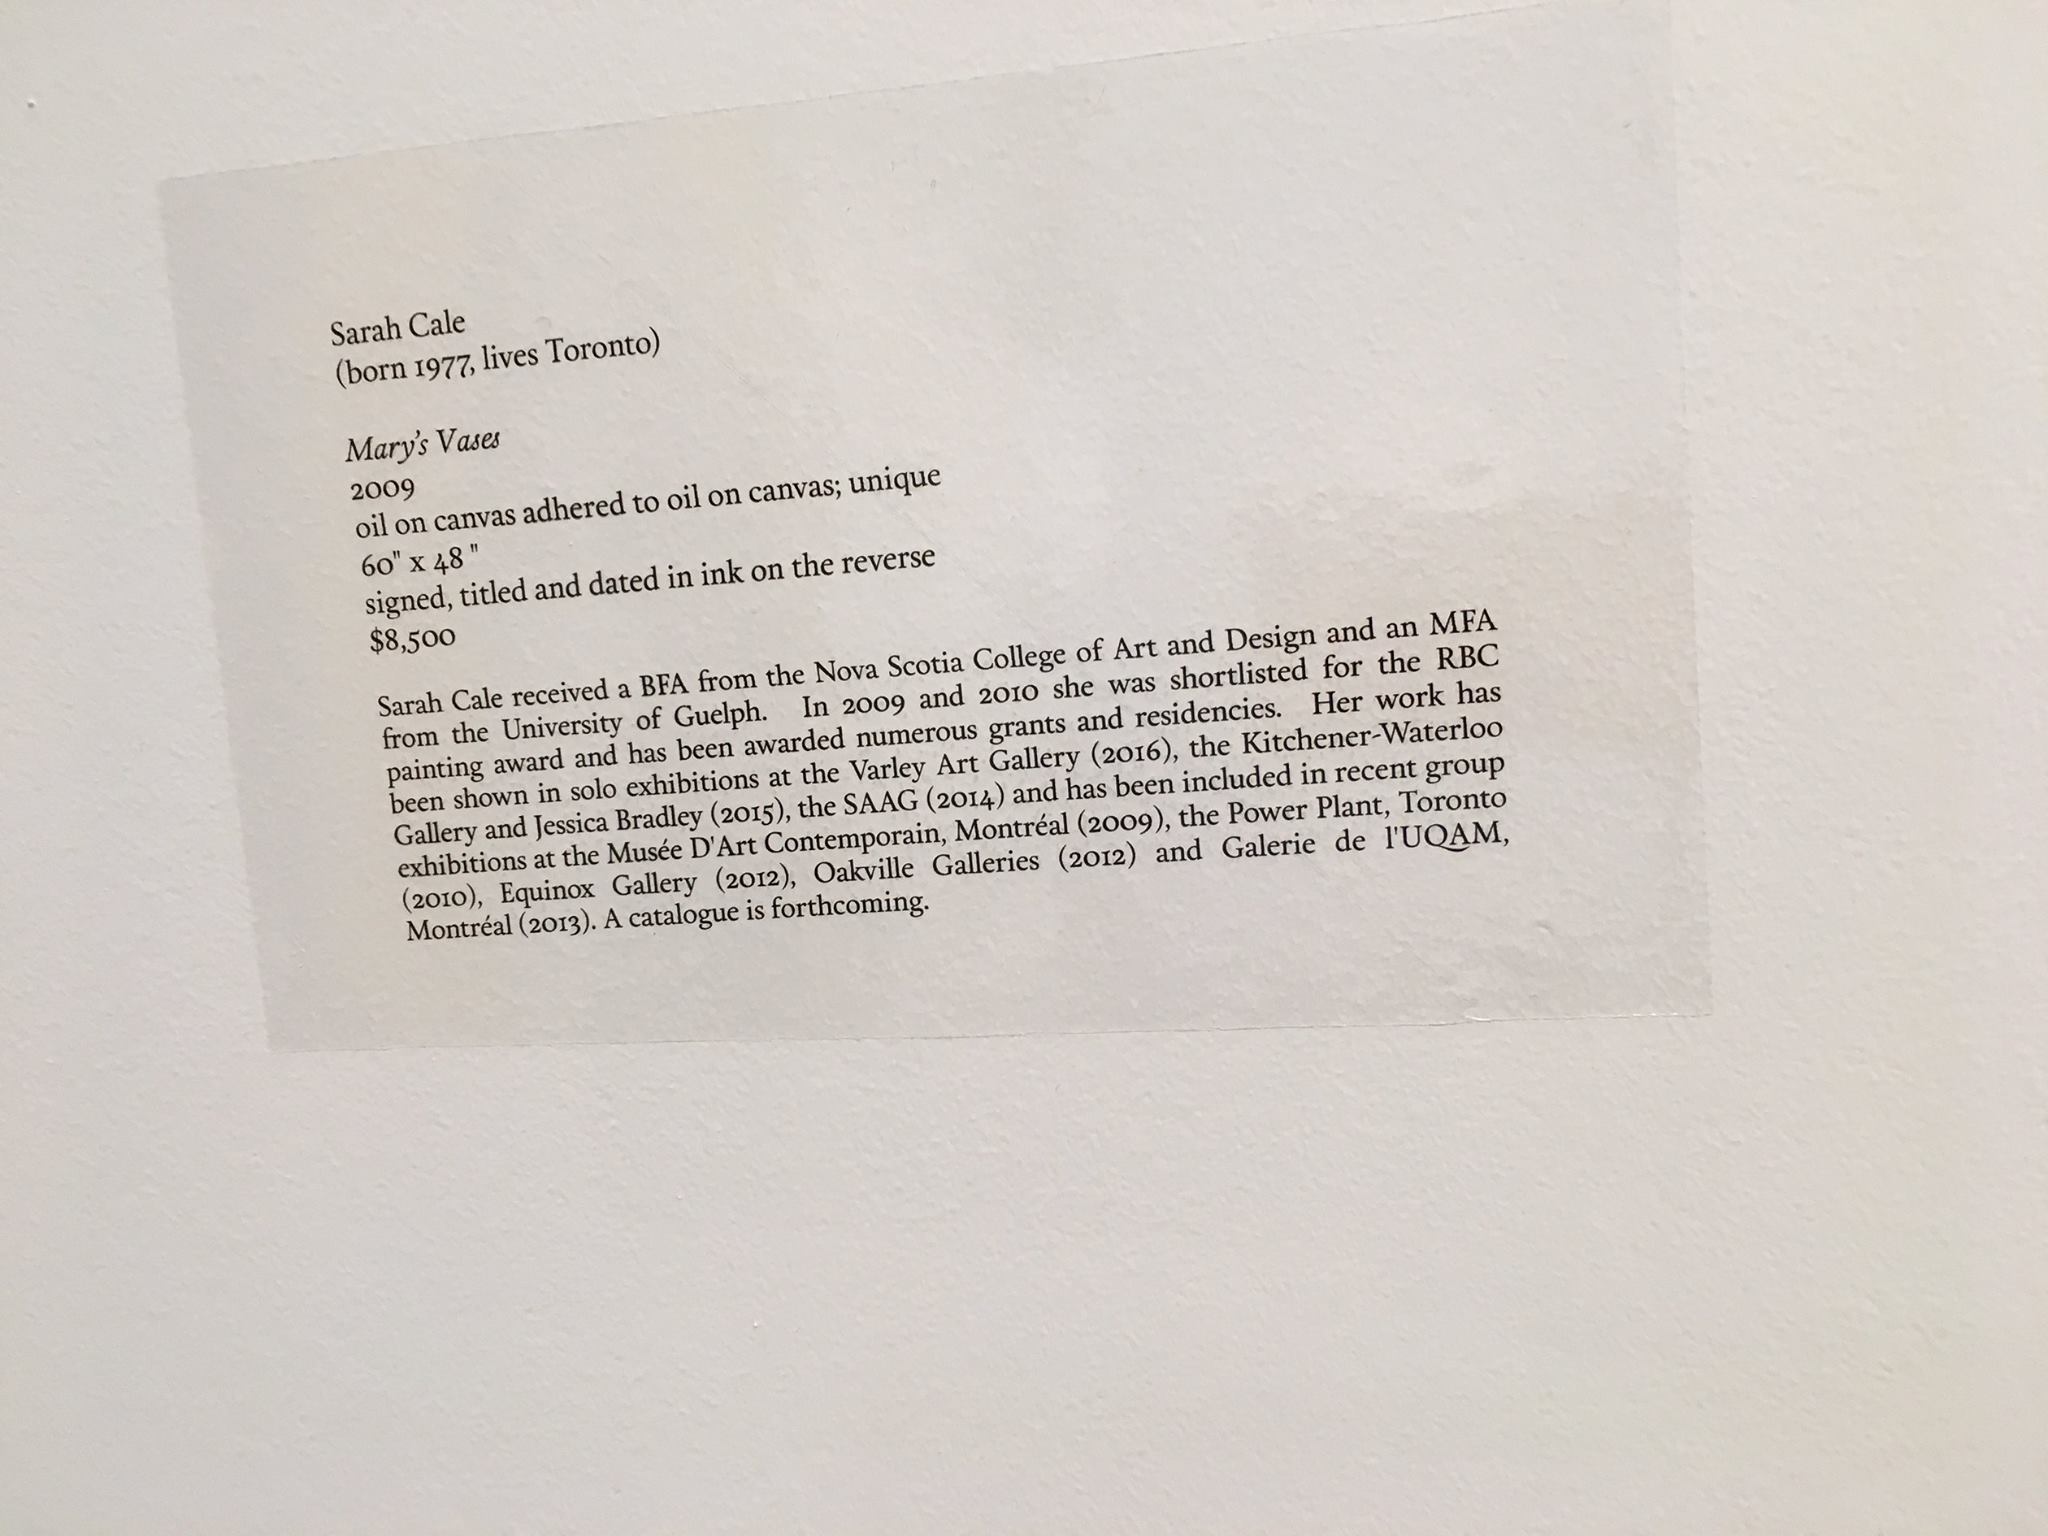 Sarah Cale
(born 1977, lives Toronto)
Mary's Vases
2009
oil on canvas adhered to oil on canvas; unique
60" x 48 "
signed, titled and dated in ink on the reverse
$8,500
Sarah Cale received a BFA from the Nova Scotia College of Art and Design and an MFA
from the University of Guelph. In 2009 and 2010 she was shortlisted for the RBC
painting award and has been awarded numerous grants and residencies. Her work has
been shown in solo exhibitions at the Varley Art Gallery (2016), the Kitchener-Waterloo
Gallery and Jessica Bradley (2015), the SAAG (2014) and has been included in recent group
exhibitions at the Musée D'Art Contemporain, Montréal (2009), the Power Plant, Toronto
(2010), Equinox Gallery (2012), Oakville Galleries (2012) and Galerie de l'UQAM,
Montréal (2013). A catalogue is forthcoming.